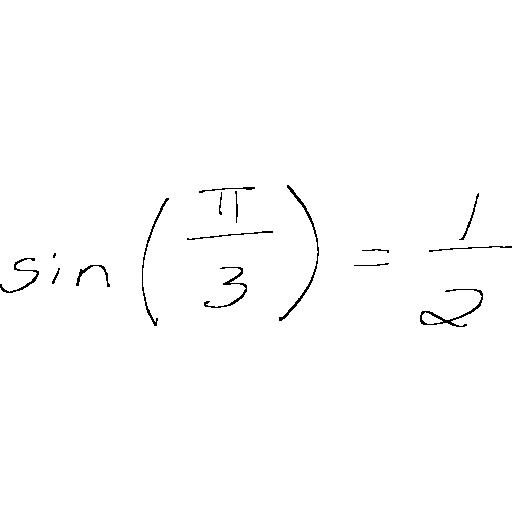 sin(π/3) = 1/2